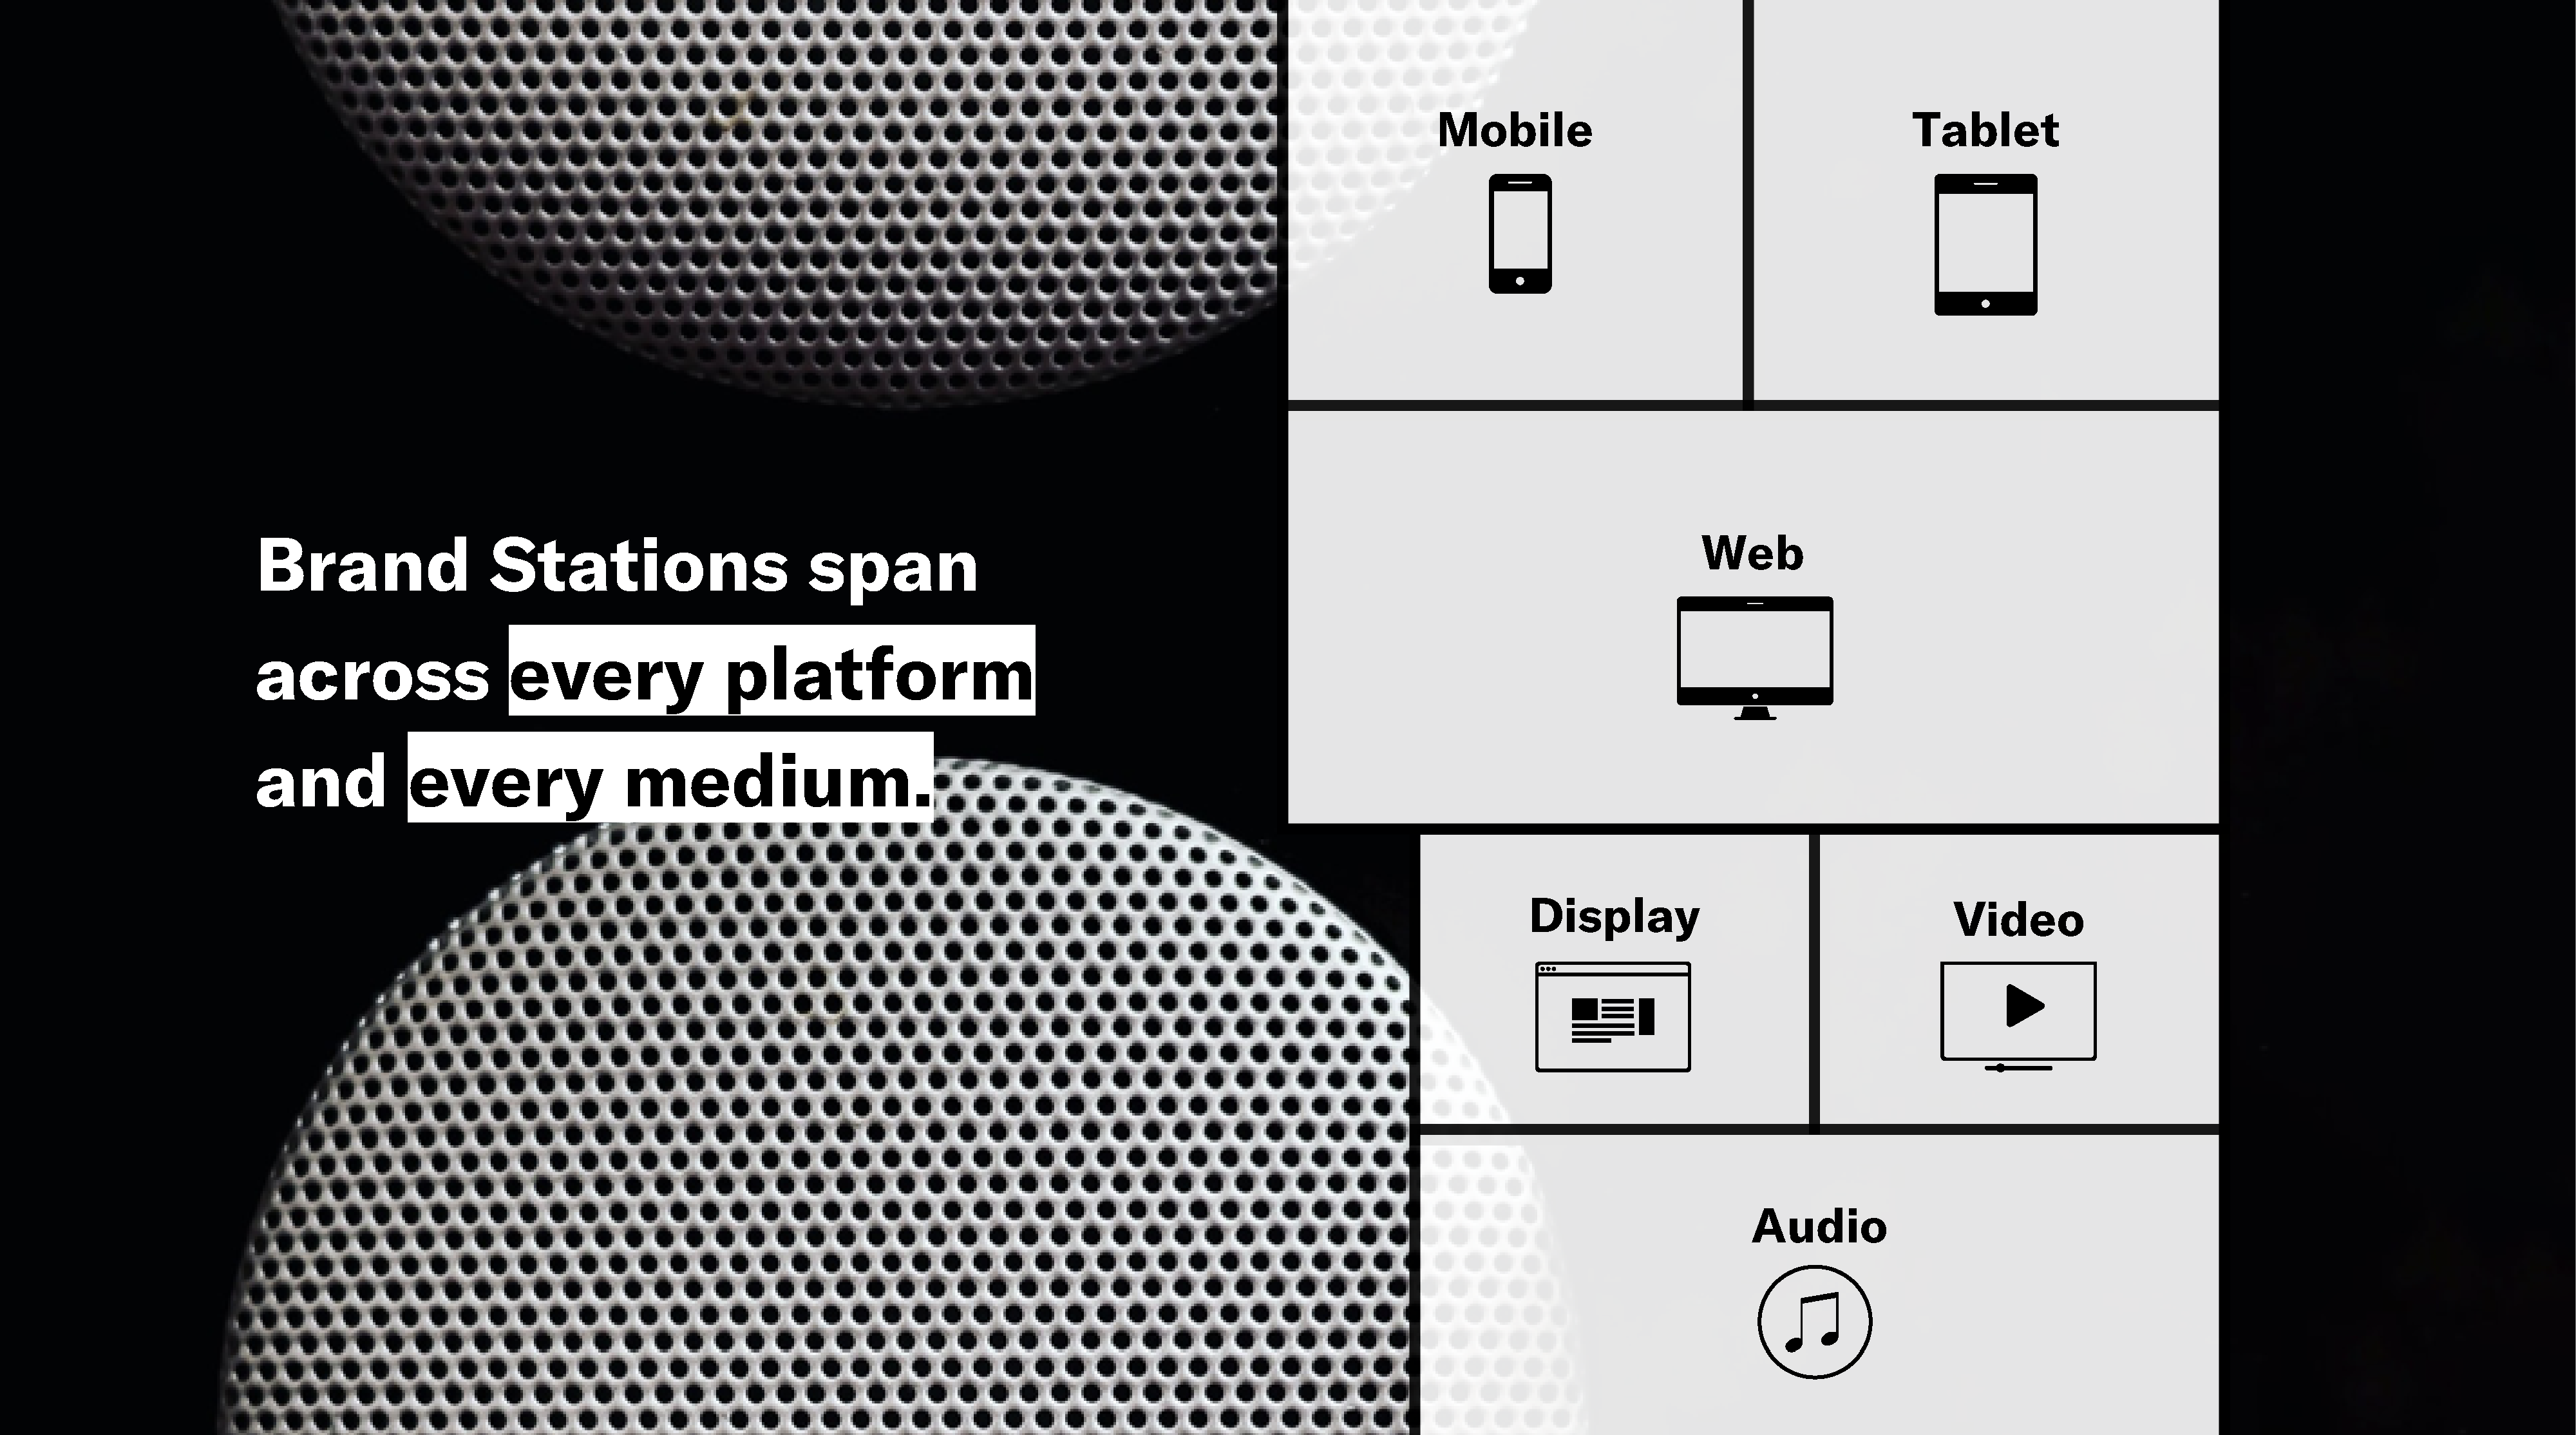 Brand Stations span
across every platform
and every medium.
Mobile
Tablet
Web
Display
Video
Audio